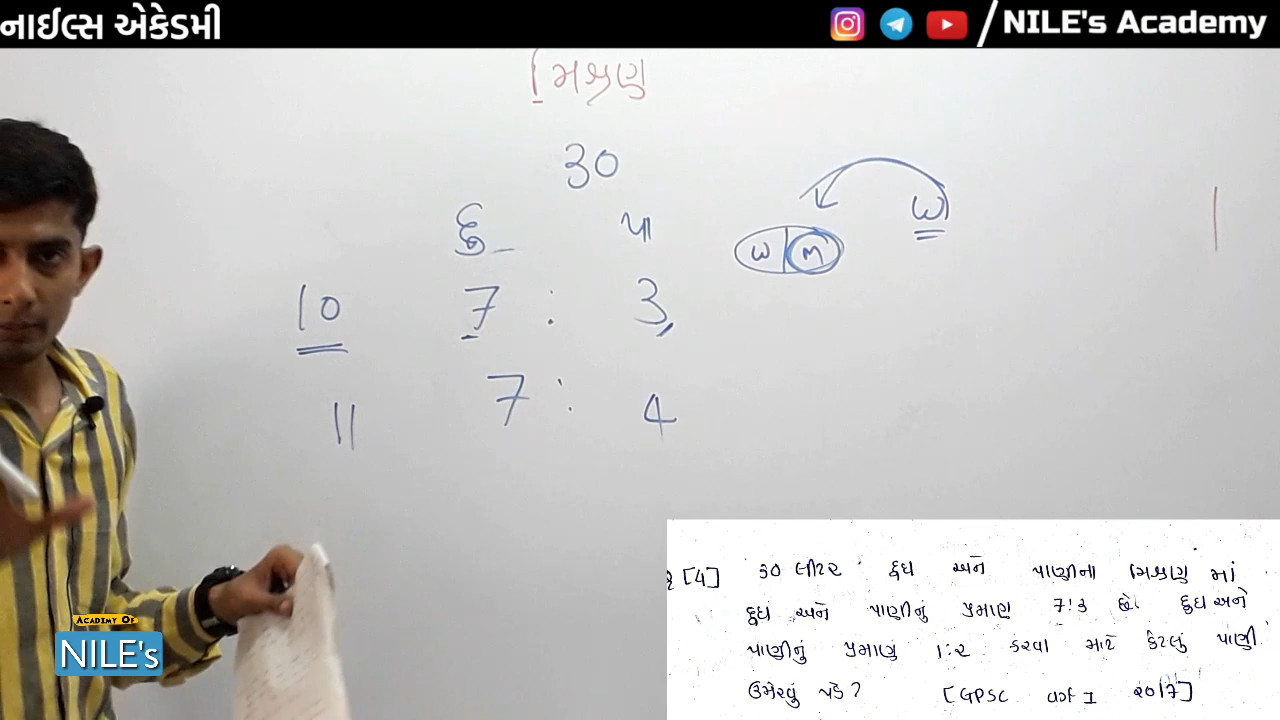 નાઈલ્સ એકેડમી
/ NILE's Academy
મિશ્રણ
30
દુ પા
10 7 : 3
11 7 : 4
W M W
[4] 30 લીટર દુધ અને પાણીના મિશ્રણ માં
દુધ અને પાણીનું પ્રમાણ 7:3 છે. દુધ અને
પાણીનું પ્રમાણ 1:2 કરવા માટે કેટલું પાણી
ઉમેરવું પડે? [GPSC વર્ગ I 2017]
ACADEMY OF
NILE's